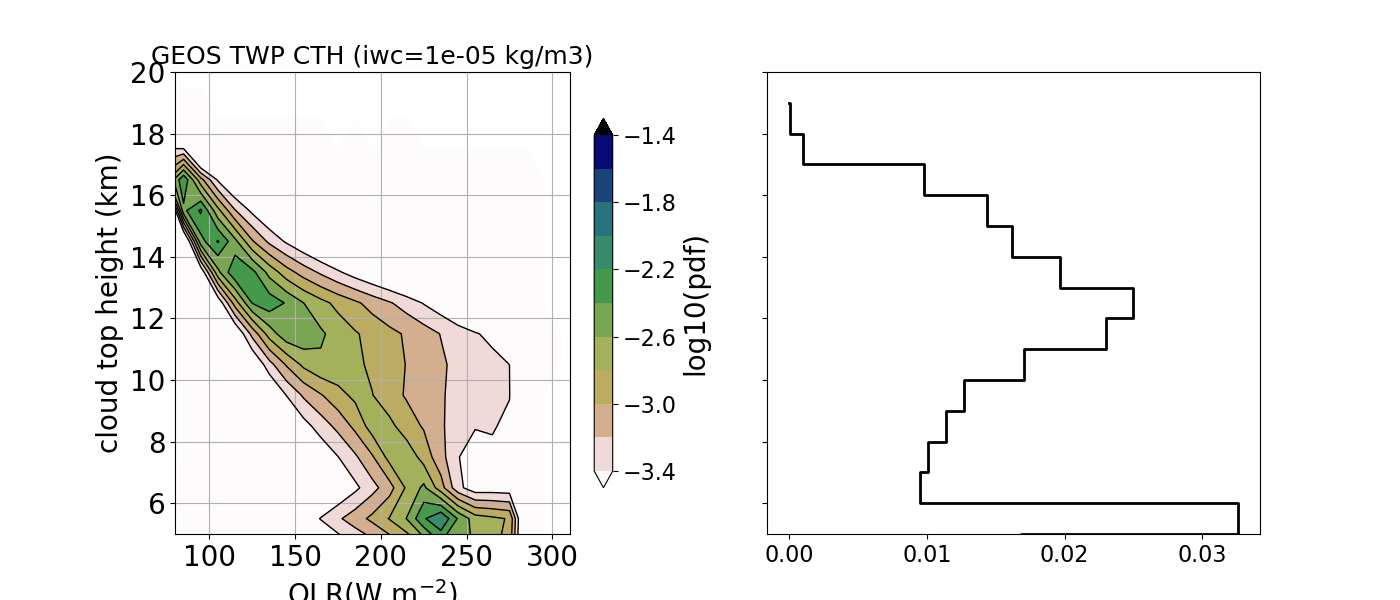 GEOS TWP CTH (iwc=1e-05 kg/m3)
20
18
16
14
12
10
8
6
cloud top height (km)
100 150 200 250 300
OLR(W m⁻²)
−1.4
−1.8
−2.2
−2.6
−3.0
−3.4
log10(pdf)
0.00 0.01 0.02 0.03